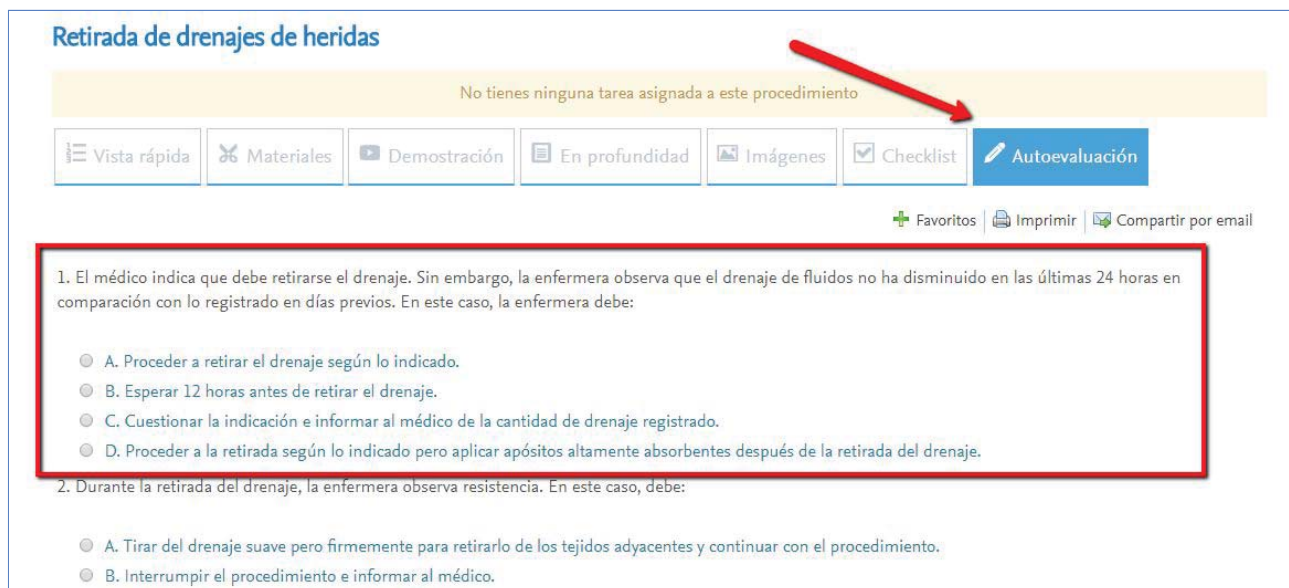 Retirada de drenajes de heridas
No tienes ninguna tarea asignada a este procedimiento
Vista rápida Materiales Demostración En profundidad Imágenes Checklist Autoevaluación
Favoritos Imprimir Compartir por email
1. El médico indica que debe retirarse el drenaje. Sin embargo, la enfermera observa que el drenaje de fluidos no ha disminuido en las últimas 24 horas en
comparación con lo registrado en días previos. En este caso, la enfermera debe:
A. Proceder a retirar el drenaje según lo indicado.
B. Esperar 12 horas antes de retirar el drenaje.
C. Cuestionar la indicación e informar al médico de la cantidad de drenaje registrado.
D. Proceder a la retirada según lo indicado pero aplicar apósitos altamente absorbentes después de la retirada del drenaje.
2. Durante la retirada del drenaje, la enfermera observa resistencia. En este caso, debe:
A. Tirar del drenaje suave pero firmemente para retirarlo de los tejidos adyacentes y continuar con el procedimiento.
B. Interrumpir el procedimiento e informar al médico.